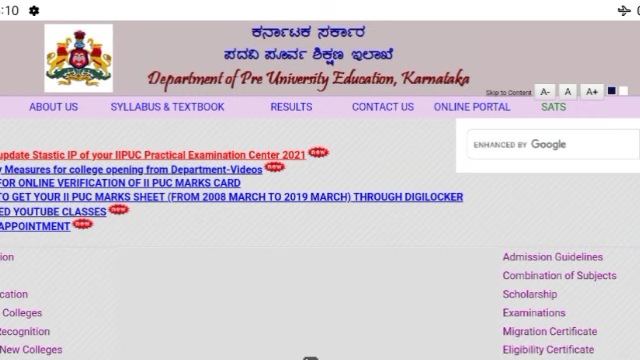 :10
ಕರ್ನಾಟಕ ಸರ್ಕಾರ
ಪದವಿ ಪೂರ್ವ ಶಿಕ್ಷಣ ಇಲಾಖೆ
Department of Pre University Education, Karnataka
Skip to Content A- A A+
ABOUT US SYLLABUS & TEXTBOOK RESULTS CONTACT US ONLINE PORTAL SATS
ENHANCED BY Google
update Stastic IP of your IIPUC Practical Examination Center 2021 new
y Measures for college opening from Department-Videos new
FOR ONLINE VERIFICATION OF II PUC MARKS CARD
TO GET YOUR II PUC MARKS SHEET (FROM 2008 MARCH TO 2019 MARCH) THROUGH DIGILOCKER
ED YOUTUBE CLASSES new
APPOINTMENT new
ion
cation
Colleges
Recognition
New Colleges
Admission Guidelines
Combination of Subjects
Scholarship
Examinations
Migration Certificate
Eligibility Certificate